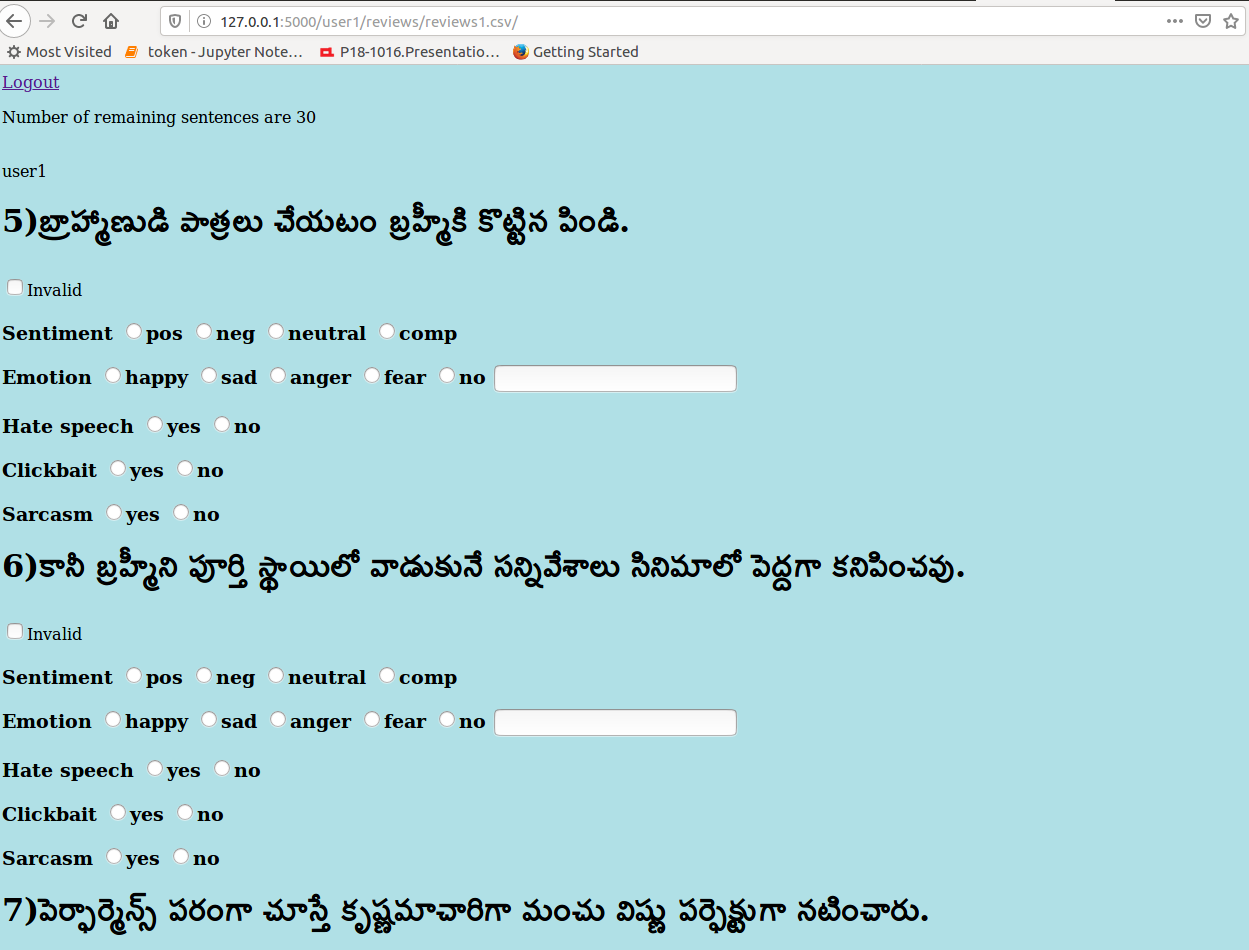 127.0.0.1:5000/user1/reviews/reviews1.csv/
Most Visited token - Jupyter Note… P18-1016.Presentatio… Getting Started
Logout
Number of remaining sentences are 30
user1
5)బ్రాహ్మాణుడి పాత్రలు చేయటం బ్రహ్మీకి కొట్టిన పిండి.
Invalid
Sentiment pos neg neutral comp
Emotion happy sad anger fear no
Hate speech yes no
Clickbait yes no
Sarcasm yes no
6)కానీ బ్రహ్మీని పూర్తి స్థాయిలో వాడుకునే సన్నివేశాలు సినిమాలో పెద్దగా కనిపించవు.
Invalid
Sentiment pos neg neutral comp
Emotion happy sad anger fear no
Hate speech yes no
Clickbait yes no
Sarcasm yes no
7)పెర్ఫార్మెన్స్ పరంగా చూస్తే కృష్ణమాచారిగా మంచు విష్ణు పర్ఫెక్టుగా నటించారు.